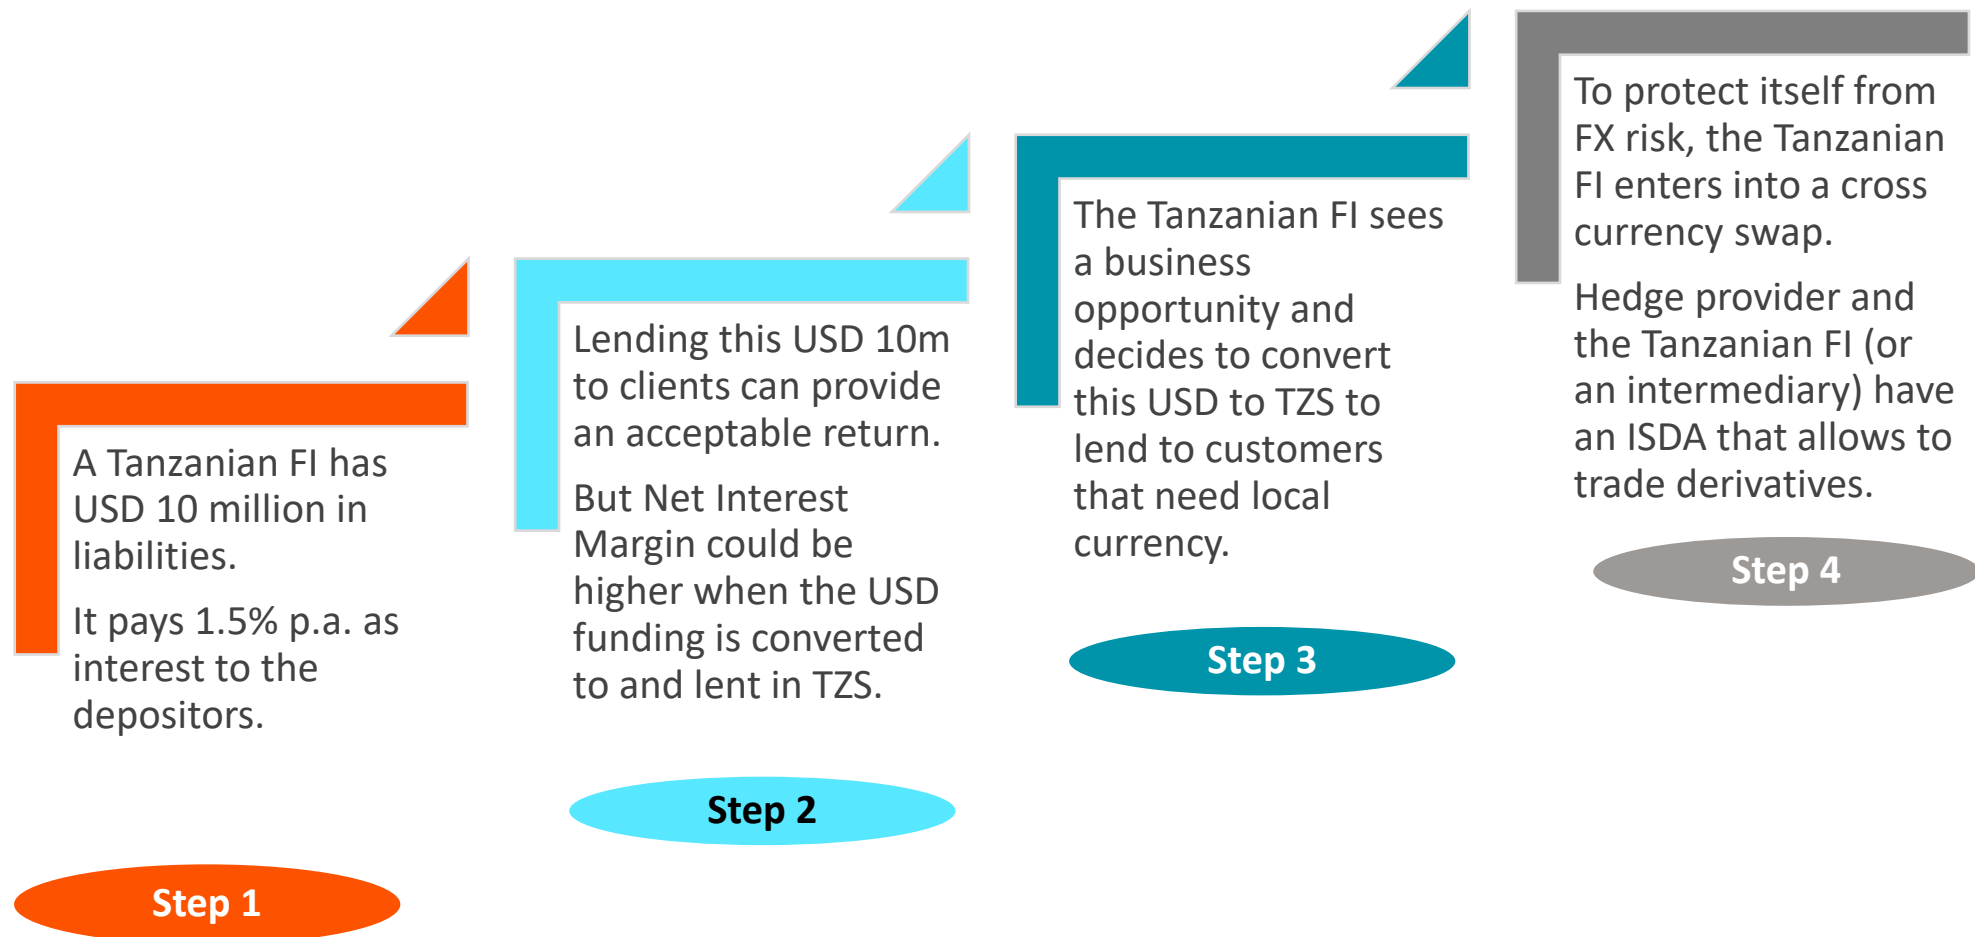 A Tanzanian FI has
USD 10 million in
liabilities.
It pays 1.5% p.a. as
interest to the
depositors.
Step 1
Lending this USD 10m
to clients can provide
an acceptable return.
But Net Interest
Margin could be
higher when the USD
funding is converted
to and lent in TZS.
Step 2
The Tanzanian FI sees
a business
opportunity and
decides to convert
this USD to TZS to
lend to customers
that need local
currency.
Step 3
To protect itself from
FX risk, the Tanzanian
FI enters into a cross
currency swap.
Hedge provider and
the Tanzanian FI (or
an intermediary) have
an ISDA that allows to
trade derivatives.
Step 4